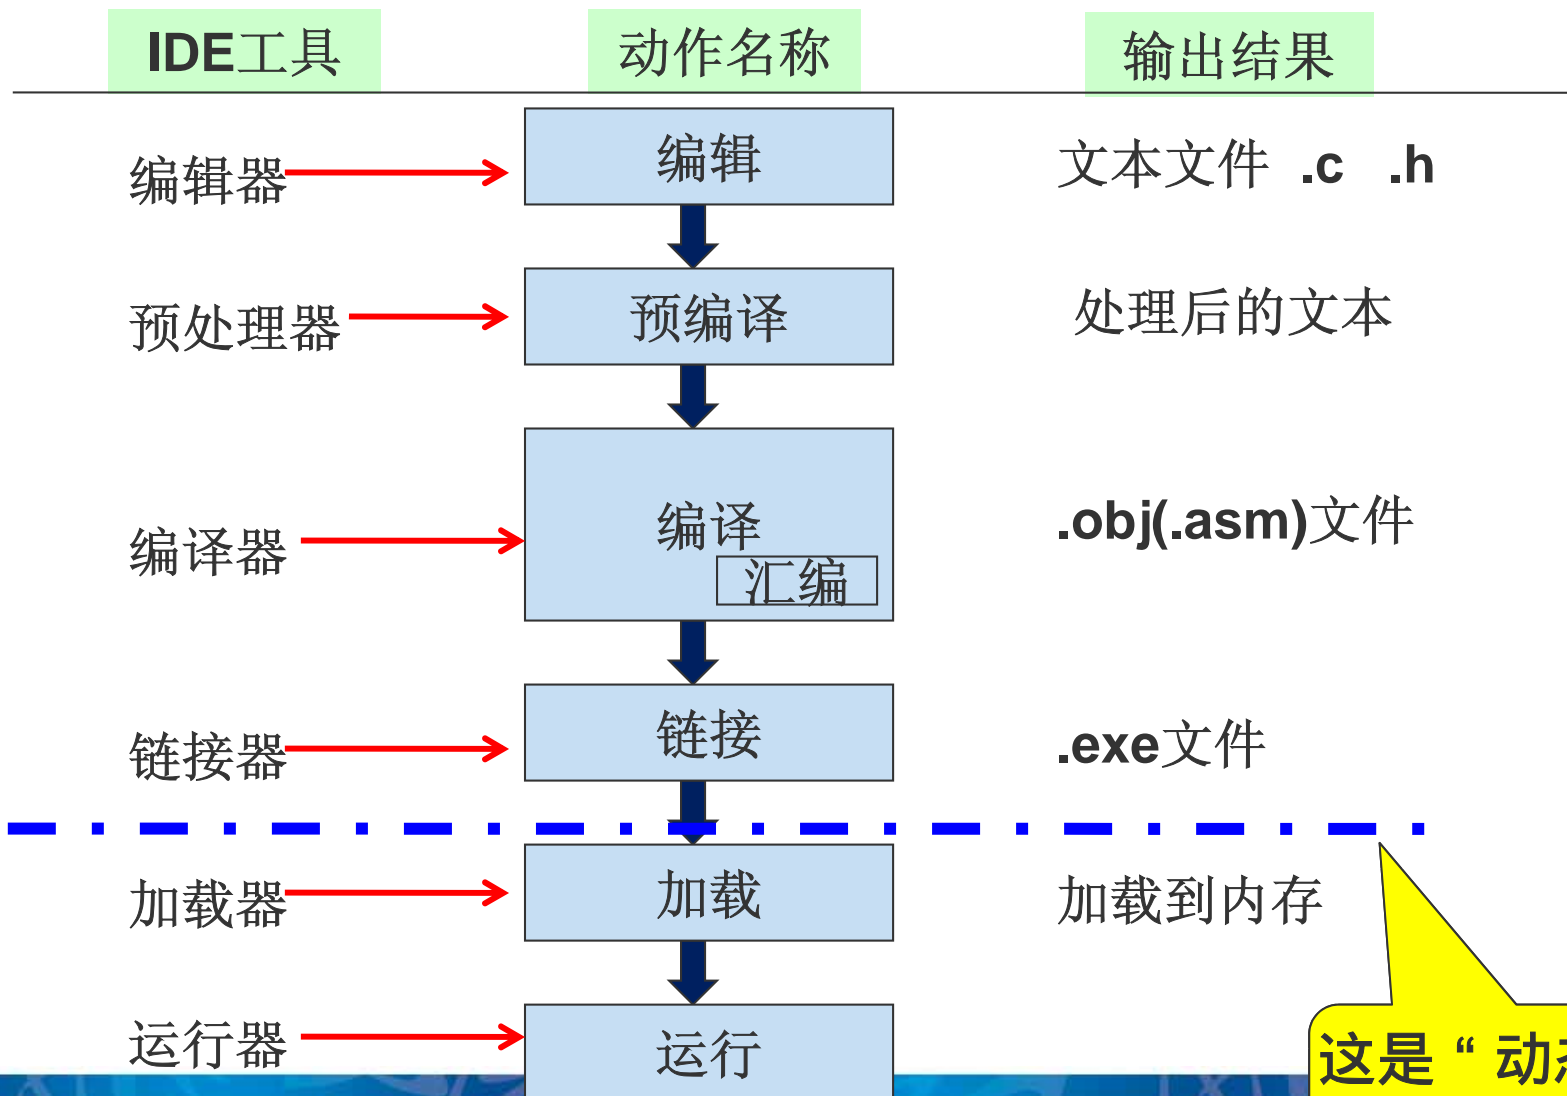 IDE工具 动作名称 输出结果
编辑器 编辑 文本文件 .c .h
预处理器 预编译 处理后的文本
编译器 编译 .obj(.asm)文件
汇编
链接器 链接 .exe文件
加载器 加载 加载到内存
运行器 运行
这是“动态